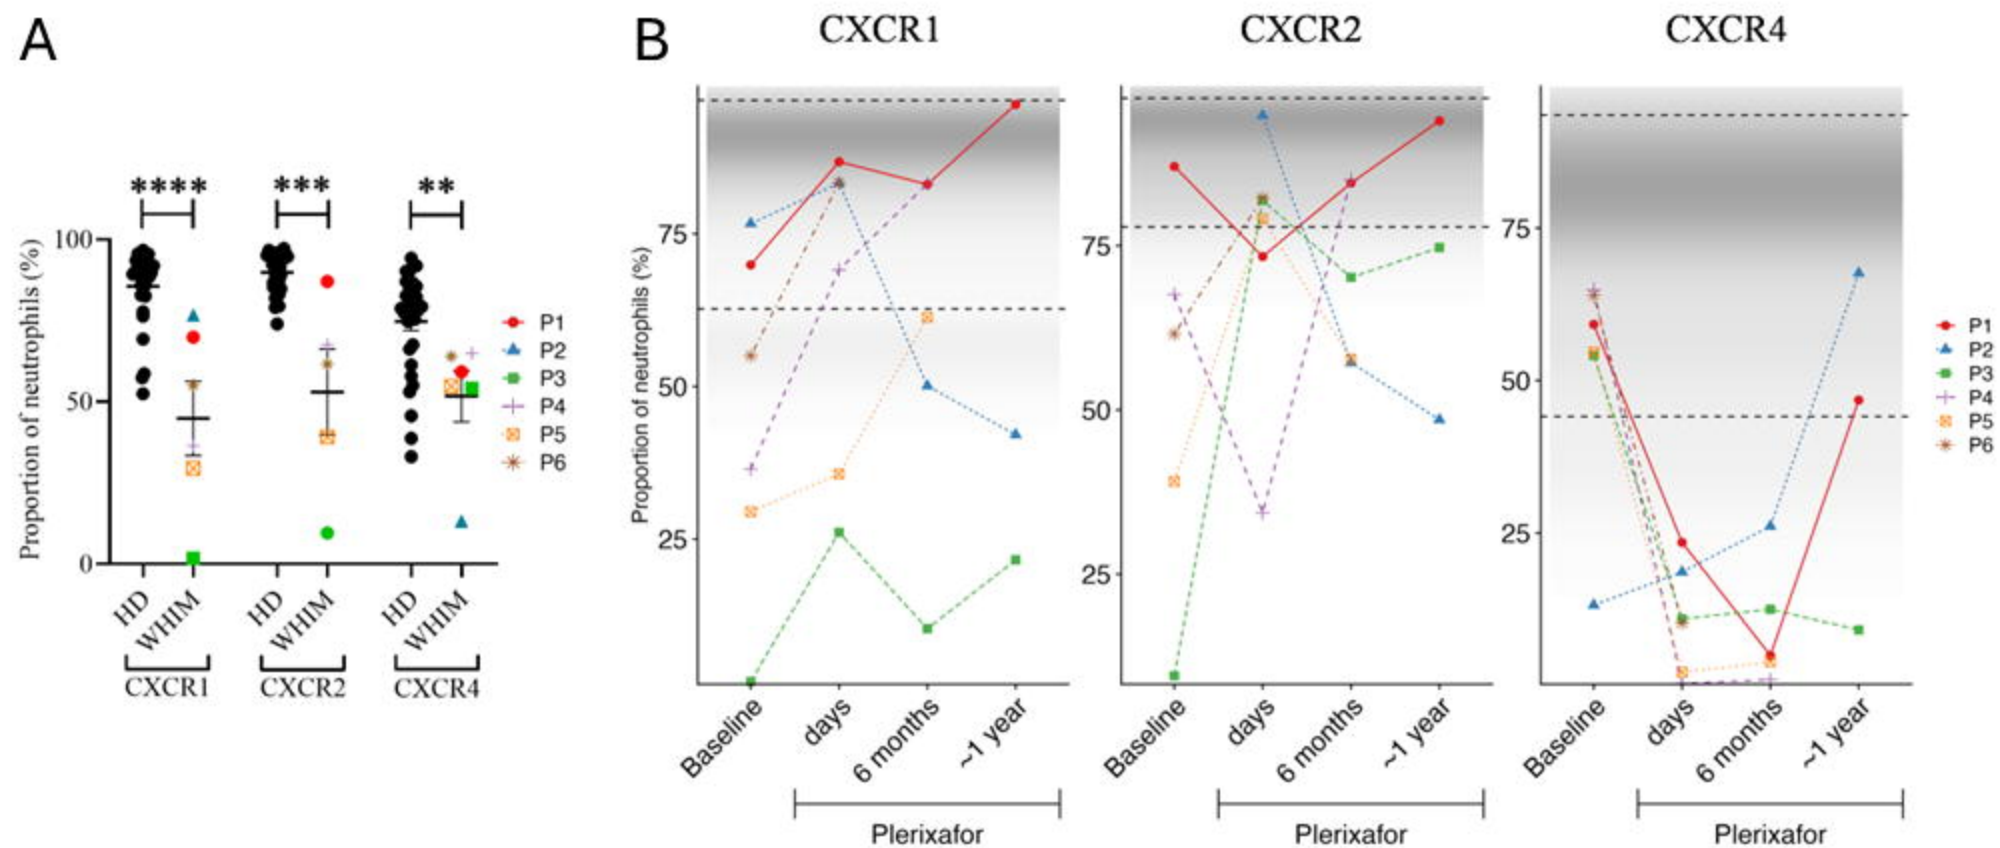 A
B
CXCR1
CXCR2
CXCR4
****
***
**
Proportion of neutrophils (%)
100
50
0
HD
WHIM
HD
WHIM
HD
WHIM
CXCR1
CXCR2
CXCR4
P1
P2
P3
P4
P5
P6
Proportion of neutrophils (%)
75
50
25
Baseline
days
6 months
~1 year
Plerixafor
75
50
25
Baseline
days
6 months
~1 year
Plerixafor
75
50
25
Baseline
days
6 months
~1 year
Plerixafor
P1
P2
P3
P4
P5
P6